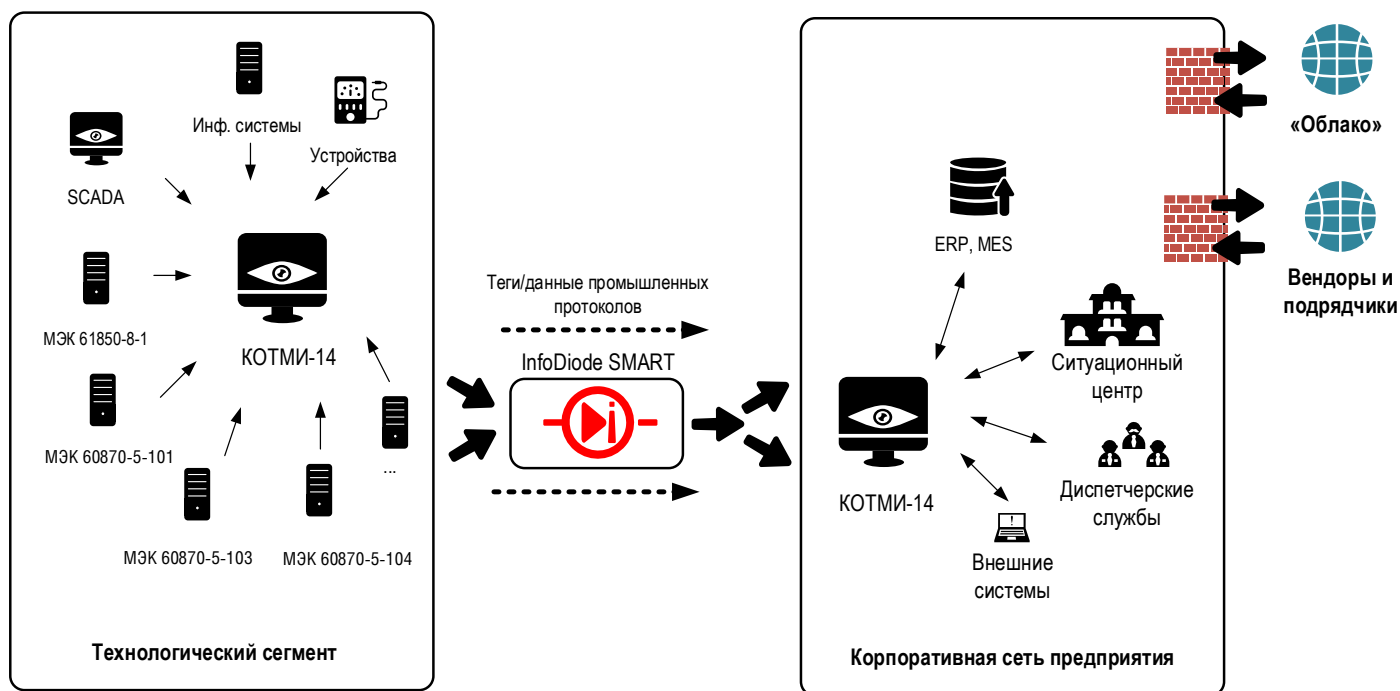 Инф. системы
Устройства
SCADA
МЭК 61850-8-1
КОТМИ-14
МЭК 60870-5-101
...
МЭК 60870-5-103
МЭК 60870-5-104
Технологический сегмент
Теги/данные промышленных
протоколов
InfoDiode SMART
ERP, MES
Ситуационный
центр
КОТМИ-14
Диспетчерские
службы
Внешние
системы
Корпоративная сеть предприятия
«Облако»
Вендоры и
подрядчики